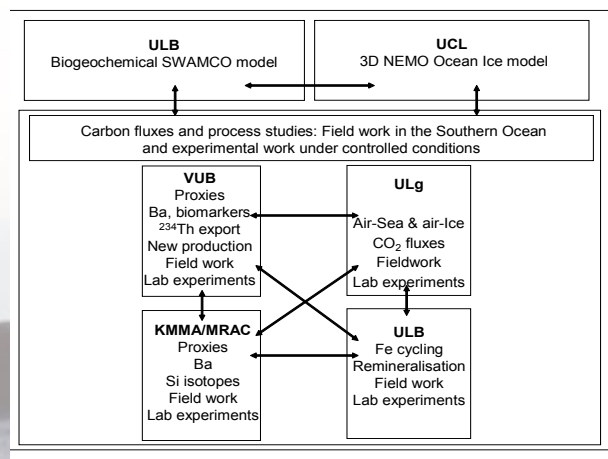 ULB
Biogeochemical SWAMCO model
UCL
3D NEMO Ocean Ice model
Carbon fluxes and process studies: Field work in the Southern Ocean
and experimental work under controlled conditions
VUB
Proxies
Ba, biomarkers
²³⁴Th export
New production
Field work
Lab experiments
ULg
Air-Sea & air-Ice
CO₂ fluxes
Fieldwork
Lab experiments
KMMA/MRAC
Proxies
Ba
Si isotopes
Field work
Lab experiments
ULB
Fe cycling
Remineralisation
Field work
Lab experiments